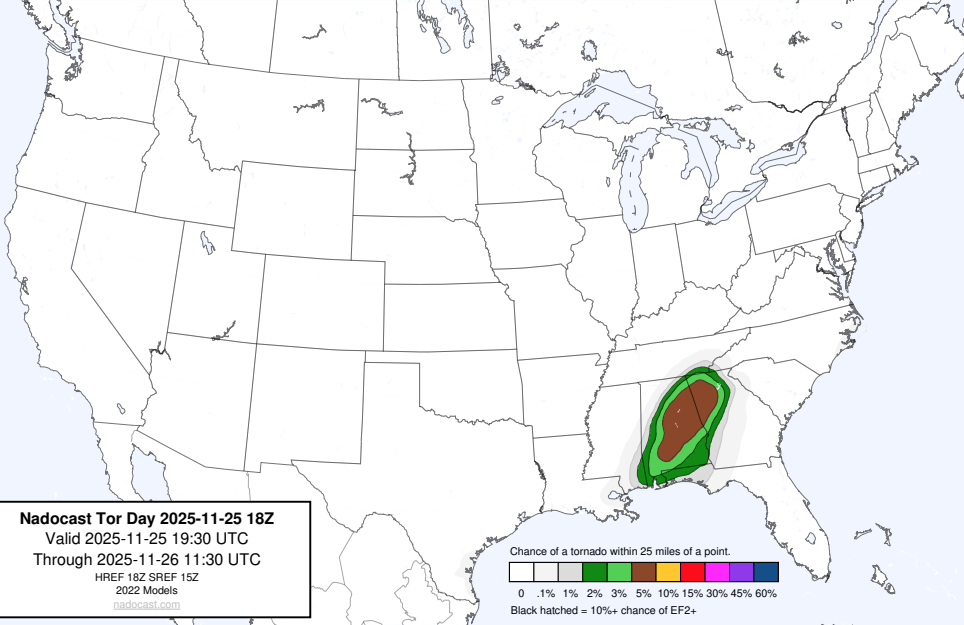 Nadocast Tor Day 2025-11-25 18Z
Valid 2025-11-25 19:30 UTC
Through 2025-11-26 11:30 UTC
HREF 18Z SREF 15Z
2022 Models
nadocast.com
Chance of a tornado within 25 miles of a point.
0 .1% 1% 2% 3% 5% 10% 15% 30% 45% 60%
Black hatched = 10%+ chance of EF2+